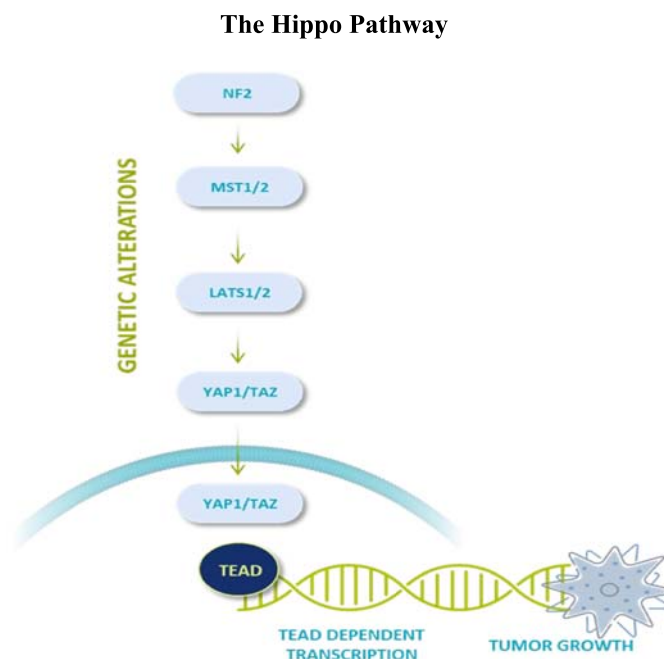 The Hippo Pathway
NF2
MST1/2
GENETIC ALTERATIONS
LATS1/2
YAP1/TAZ
YAP1/TAZ
TEAD
TEAD DEPENDENT
TRANSCRIPTION
TUMOR GROWTH